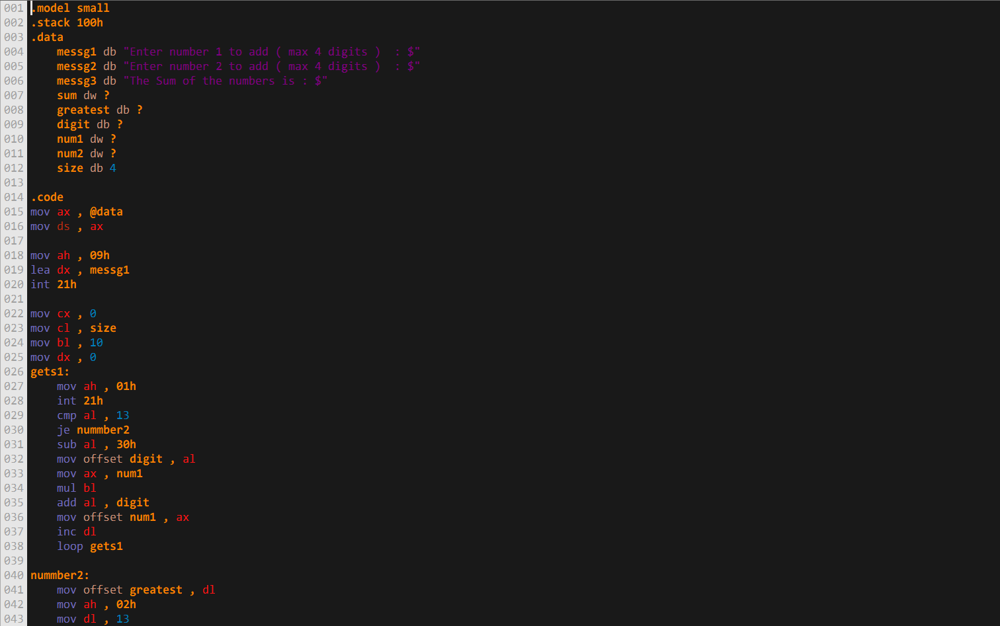 001 .model small
002 .stack 100h
003 .data
004     messg1 db "Enter number 1 to add ( max 4 digits )  : $"
005     messg2 db "Enter number 2 to add ( max 4 digits )  : $"
006     messg3 db "The Sum of the numbers is : $"
007     sum dw ?
008     greatest db ?
009     digit db ?
010     num1 dw ?
011     num2 dw ?
012     size db 4
013
014 .code
015 mov ax , @data
016 mov ds , ax
017
018 mov ah , 09h
019 lea dx , messg1
020 int 21h
021
022 mov cx , 0
023 mov cl , size
024 mov bl , 10
025 mov dx , 0
026 gets1:
027     mov ah , 01h
028     int 21h
029     cmp al , 13
030     je nummber2
031     sub al , 30h
032     mov offset digit , al
033     mov ax , num1
034     mul bl
035     add al , digit
036     mov offset num1 , ax
037     inc dl
038     loop gets1
039
040 nummber2:
041     mov offset greatest , dl
042     mov ah , 02h
043     mov dl , 13